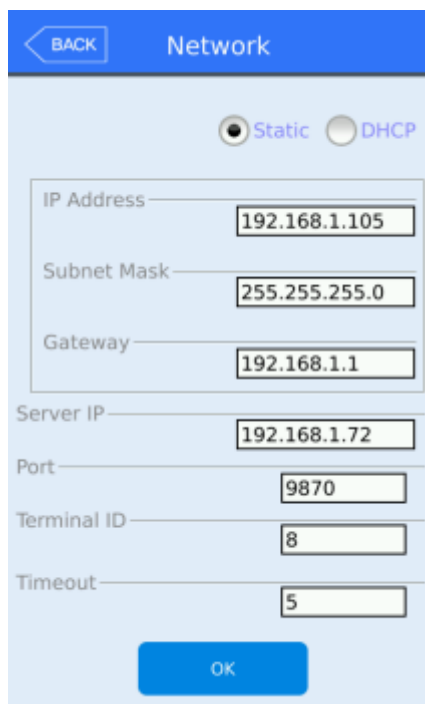 BACK Network
Static DHCP
IP Address
192.168.1.105
Subnet Mask
255.255.255.0
Gateway
192.168.1.1
Server IP
192.168.1.72
Port
9870
Terminal ID
8
Timeout
5
OK